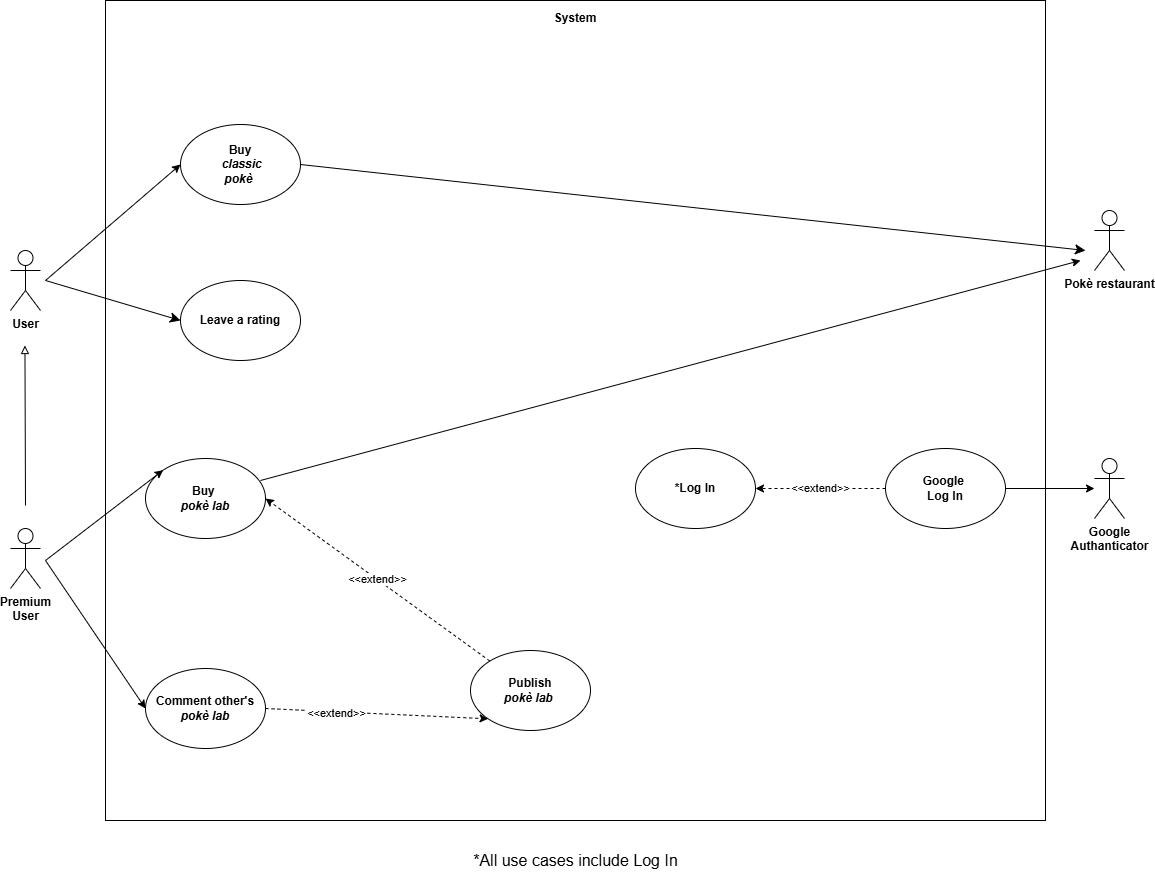 System
Buy
classic
pokè
Pokè restaurant
User
Leave a rating
Buy
pokè lab
*Log In
<<extend>>
Google
Log In
Google
Authanticator
<<extend>>
Premium
User
Comment other's
pokè lab
<<extend>>
Publish
pokè lab
*All use cases include Log In